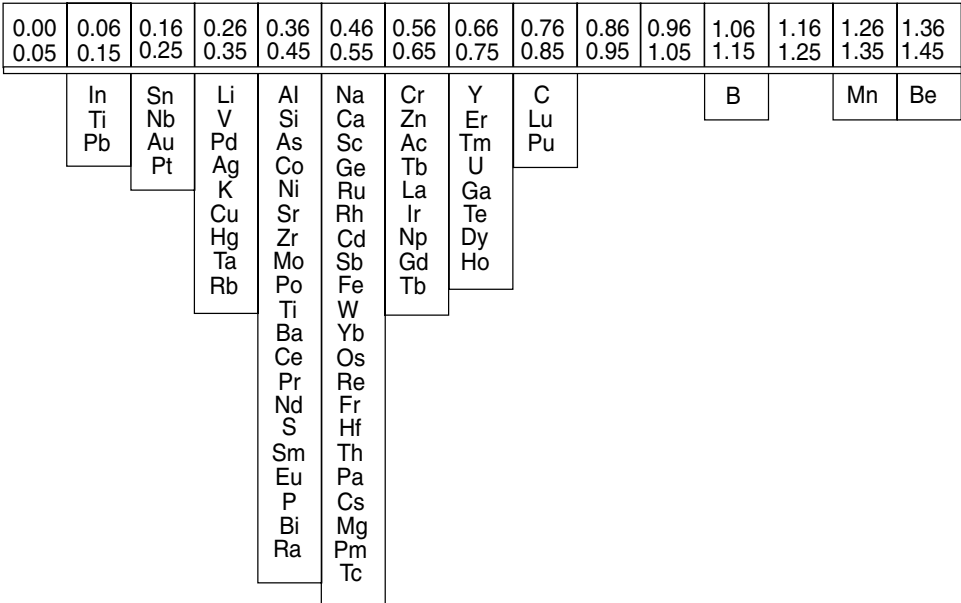 0.00 0.06 0.16 0.26 0.36 0.46 0.56 0.66 0.76 0.86 0.96 1.06 1.16 1.26 1.36
0.05 0.15 0.25 0.35 0.45 0.55 0.65 0.75 0.85 0.95 1.05 1.15 1.25 1.35 1.45
In Sn Li Al Na Cr Y C B Mn Be
Ti Nb V Si Ca Zn Er Lu
Pb Au Pd As Sc Ac Tm Pu
Pt Ag Co Ge Tb U
K Ni Ru La Ga
Cu Sr Rh Ir Te
Hg Zr Cd Np Dy
Ta Mo Sb Gd Ho
Rb Po Fe Tb
Ti W
Ba Yb
Ce Os
Pr Re
Nd Fr
S Hf
Sm Th
Eu Pa
P Cs
Bi Mg
Ra Pm
Tc